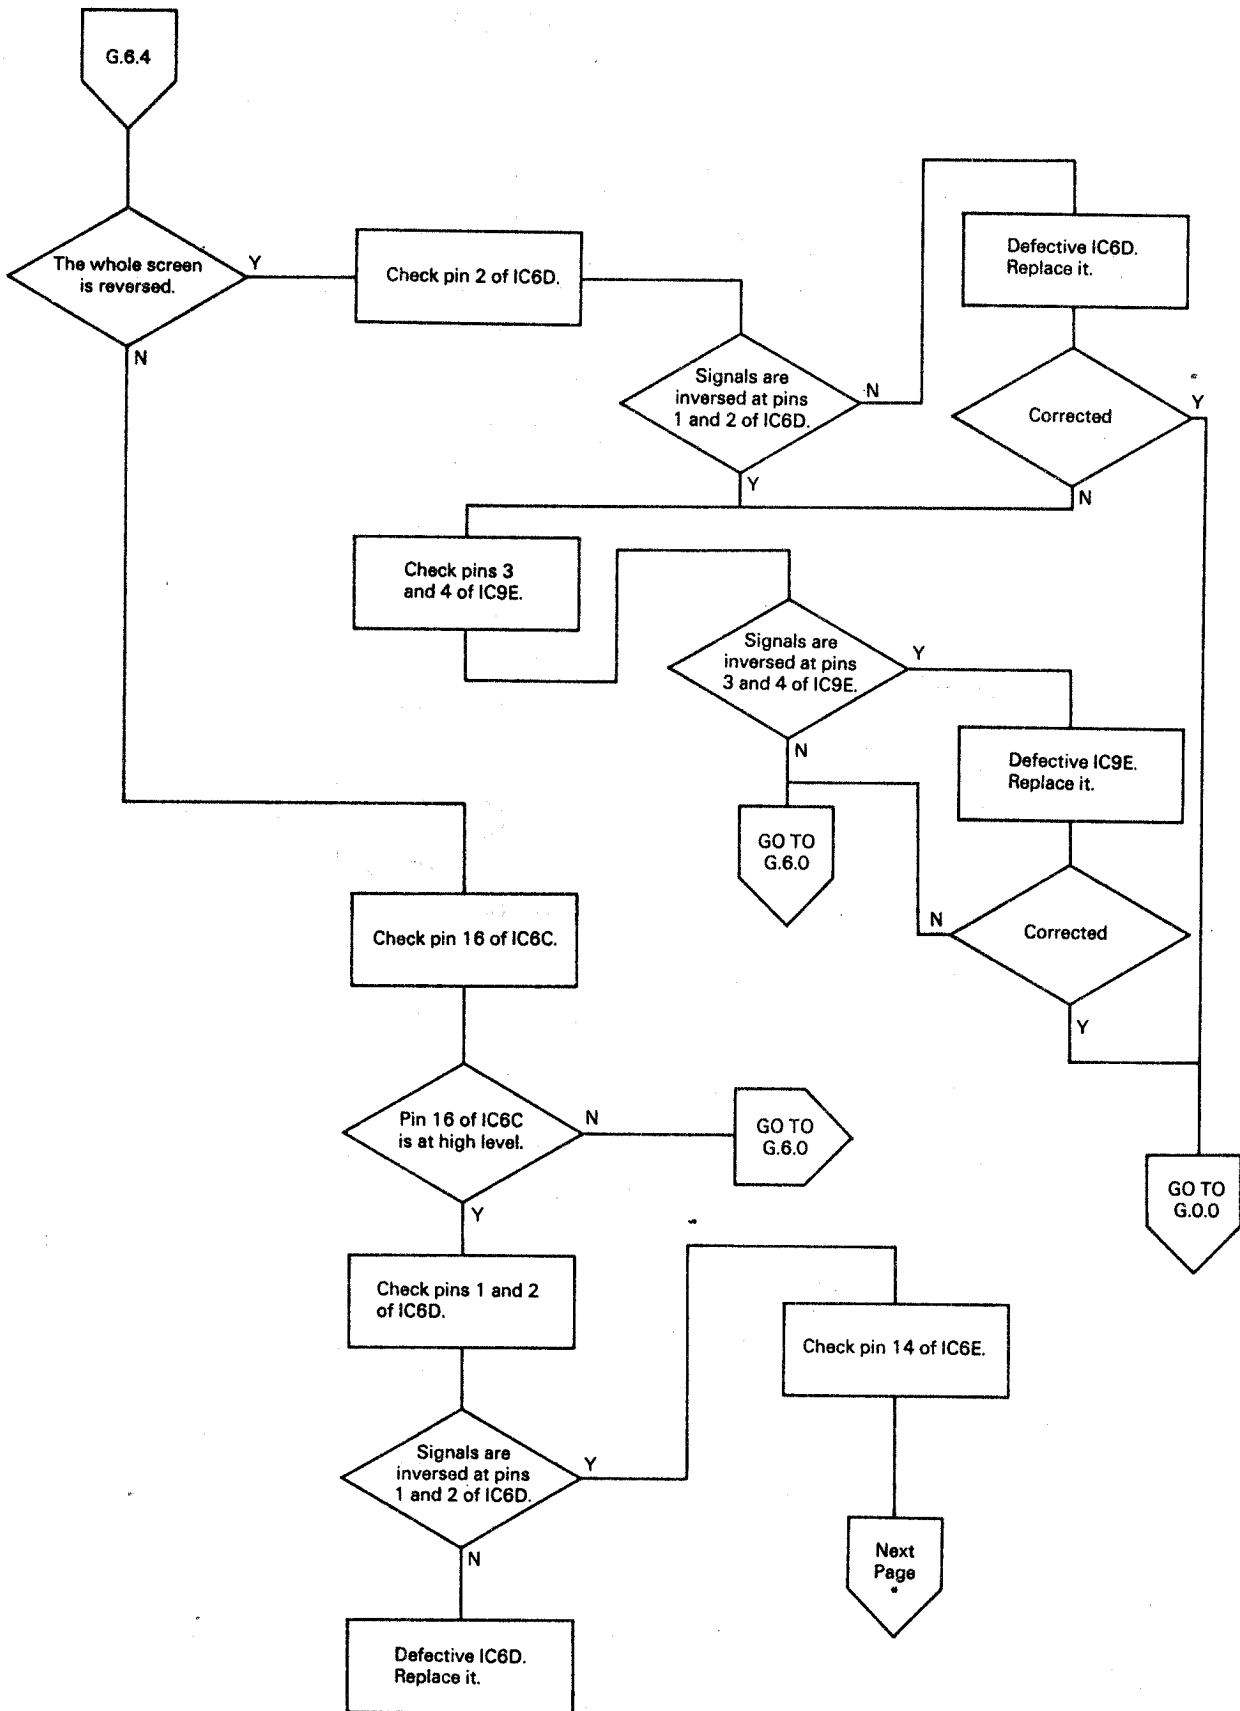 G.6.4
The whole screen
is reversed.
Y
N
Check pin 2 of IC6D.
Signals are
inversed at pins
1 and 2 of IC6D.
N
Y
Defective IC6D.
Replace it.
Corrected
Y
N
Check pins 3
and 4 of IC9E.
Signals are
inversed at pins
3 and 4 of IC9E.
Y
N
Defective IC9E.
Replace it.
GO TO
G.6.0
Corrected
N
Y
Check pin 16 of IC6C.
Pin 16 of IC6C
is at high level.
N
Y
GO TO
G.6.0
GO TO
G.0.0
Check pins 1 and 2
of IC6D.
Check pin 14 of IC6E.
Signals are
inversed at pins
1 and 2 of IC6D.
Y
N
Next
Page
*
Defective IC6D.
Replace it.